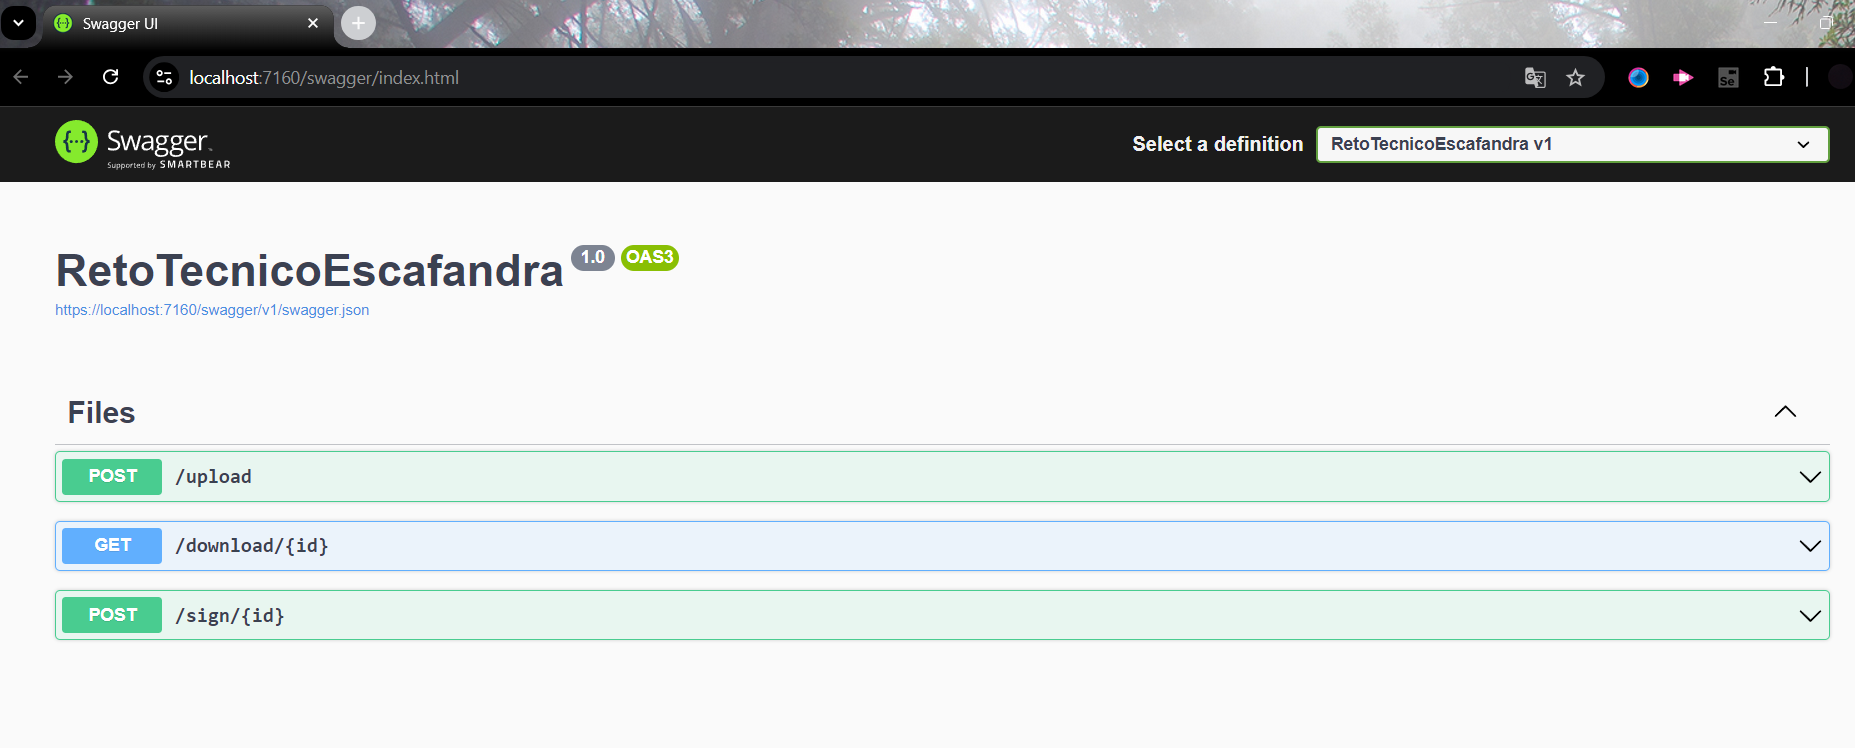 Swagger UI
localhost:7160/swagger/index.html
Se
Swagger
Supported by SMARTBEAR
Select a definition
RetoTecnicoEscafandra v1
RetoTecnicoEscafandra 1.0 OAS3
https://localhost:7160/swagger/v1/swagger.json
Files
POST /upload
GET /download/{id}
POST /sign/{id}